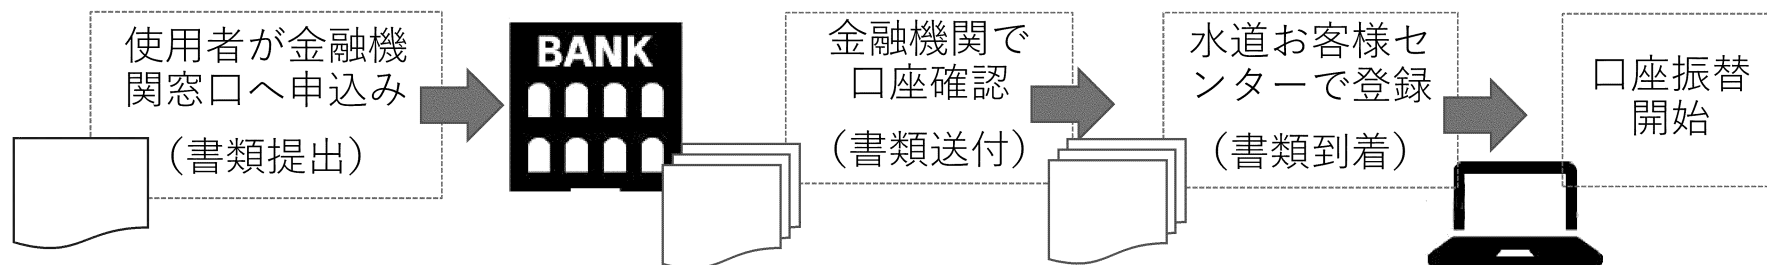 使用者が金融機
関窓口へ申込み
（書類提出）
BANK
金融機関で
口座確認
（書類送付）
水道お客様セ
ンターで登録
（書類到着）
口座振替
開始